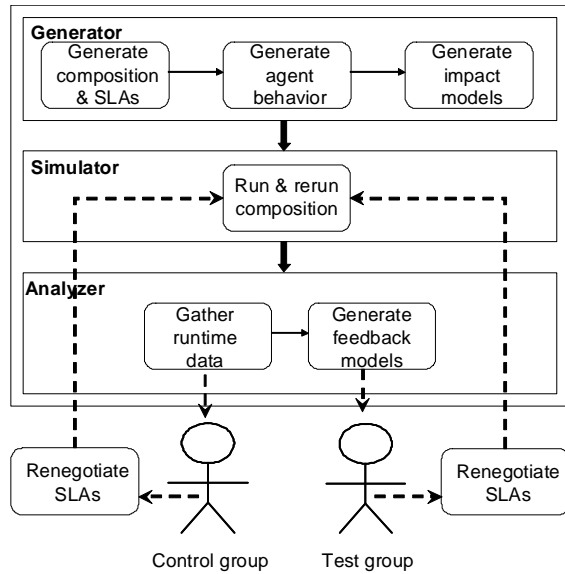 Generator
Generate
composition
& SLAs
Generate
agent
behavior
Generate
impact
models
Simulator
Run & rerun
composition
Analyzer
Gather
runtime
data
Generate
feedback
models
Renegotiate
SLAs
Renegotiate
SLAs
Control group
Test group